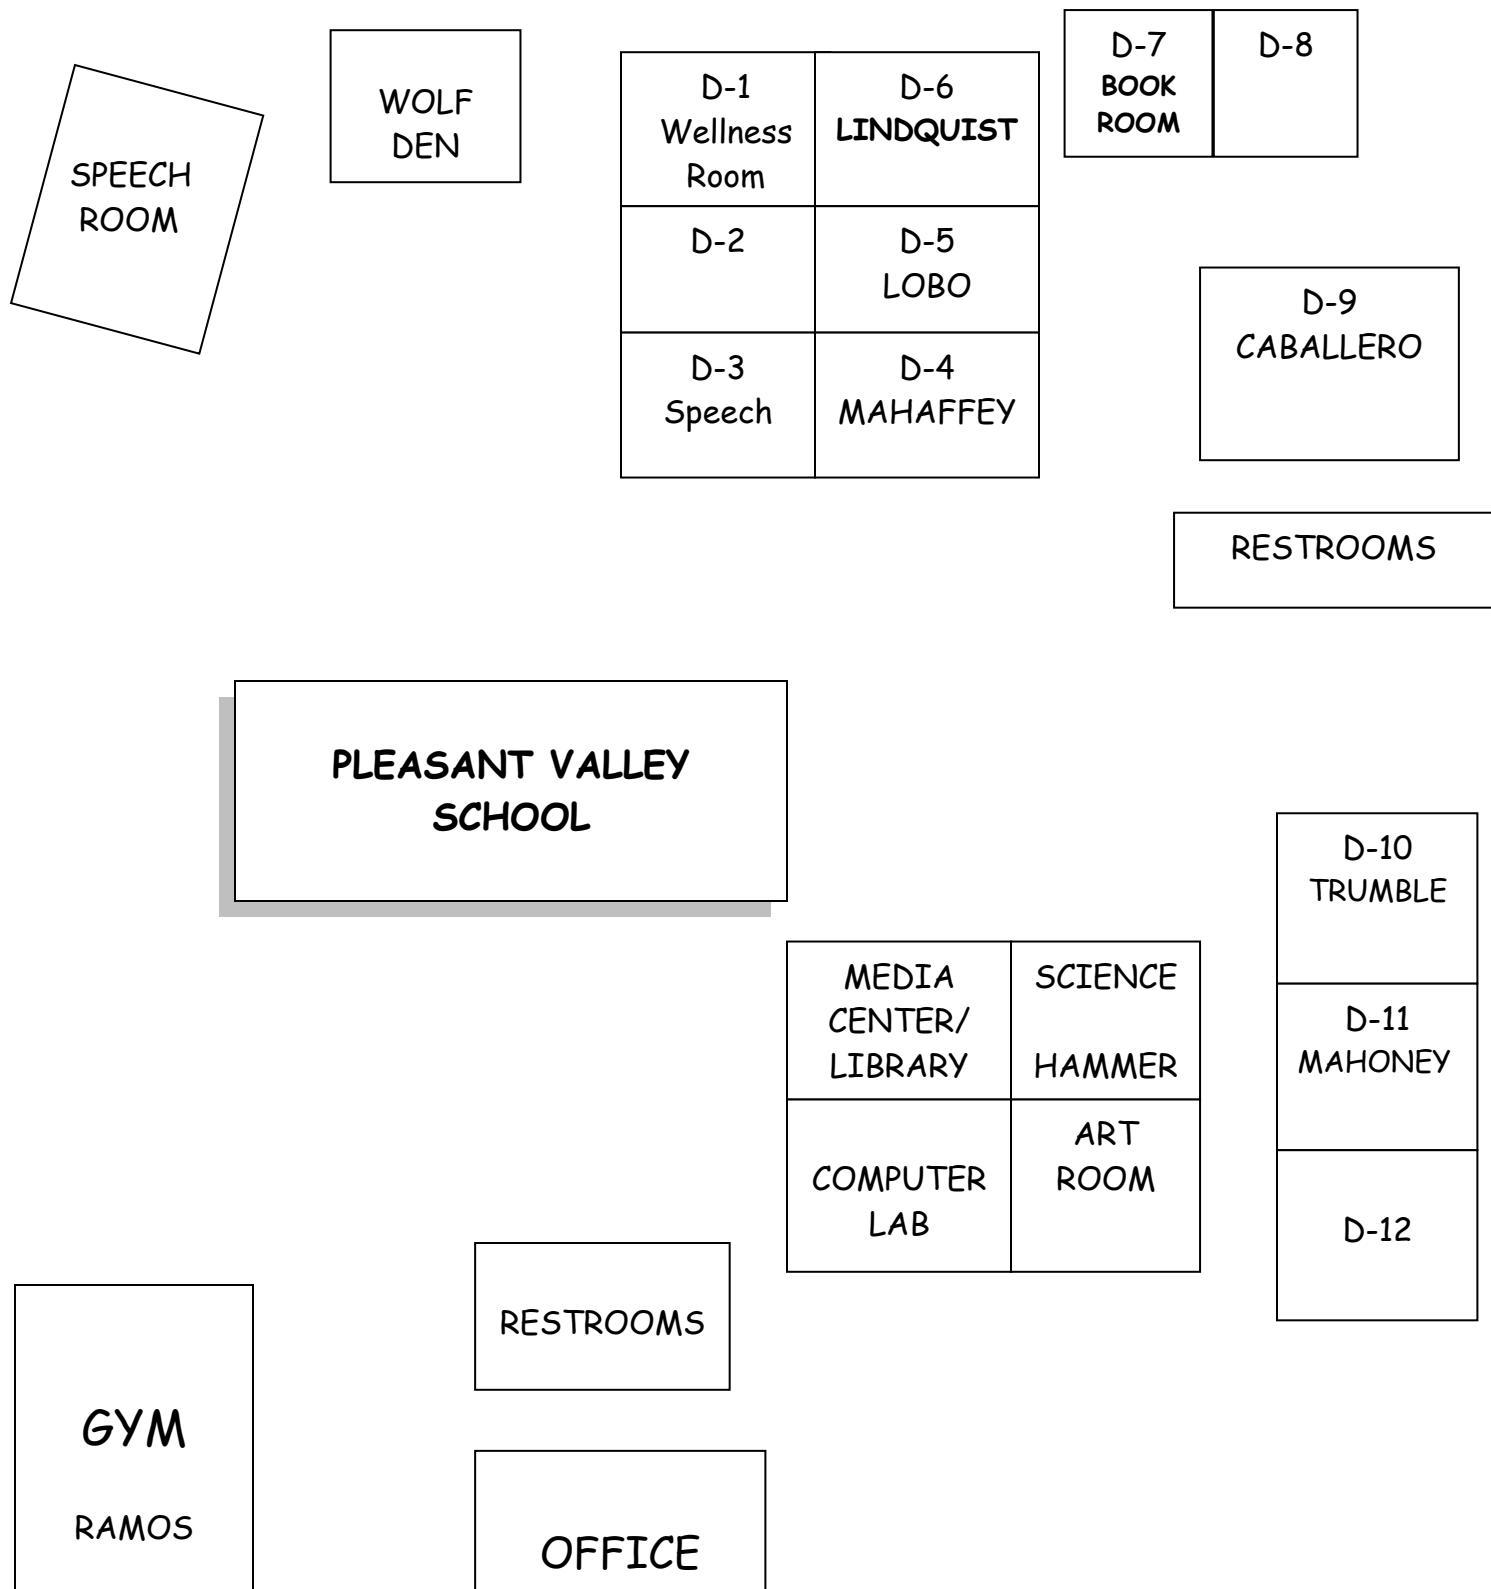 SPEECH
ROOM
WOLF
DEN
D-1
Wellness
Room
D-6
LINDQUIST
D-7
BOOK
ROOM
D-8
D-2
D-5
LOBO
D-9
CABALLERO
D-3
Speech
D-4
MAHAFFEY
RESTROOMS
PLEASANT VALLEY
SCHOOL
D-10
TRUMBLE
MEDIA
CENTER/
LIBRARY
SCIENCE
HAMMER
D-11
MAHONEY
COMPUTER
LAB
ART
ROOM
D-12
RESTROOMS
GYM
RAMOS
OFFICE